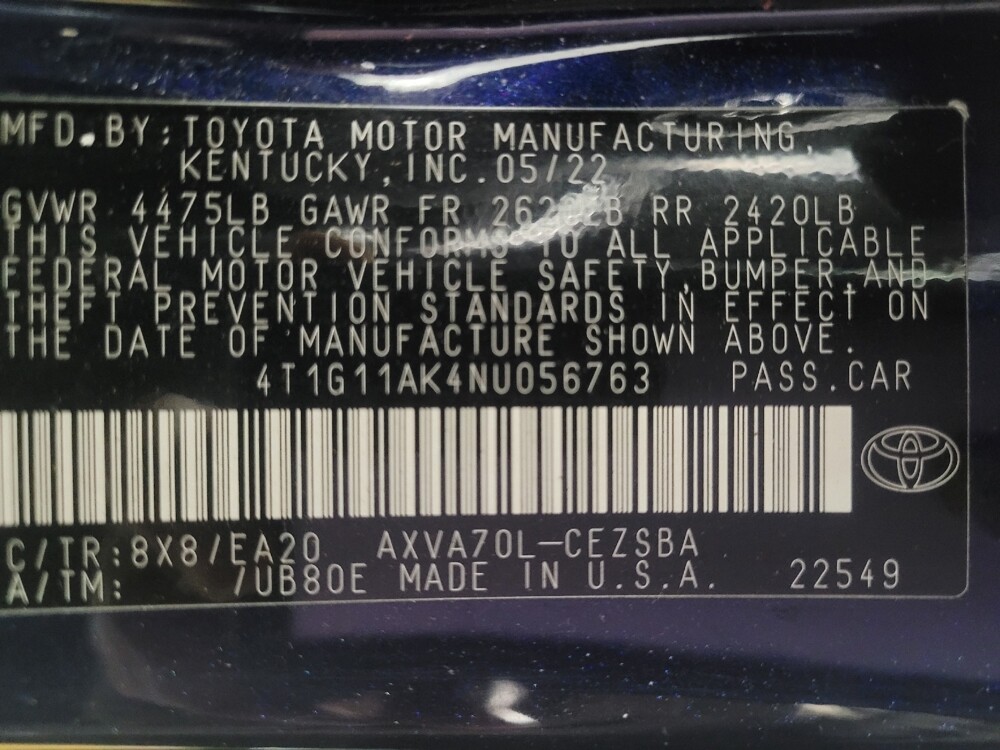 MFD.BY:TOYOTA MOTOR MANUFACTURING,
KENTUCKY,INC.05/22
GVWR 4475LB GAWR FR RR 2420LB
THIS VEHICLE CONFORMS TO ALL APPLICABLE
FEDERAL MOTOR VEHICLE SAFETY,BUMPER,AND
THEFT PREVENTION STANDARDS IN EFFECT ON
THE DATE OF MANUFACTURE SHOWN ABOVE.
4T1G11AK4NU056763 PASS.CAR
C/TR:8X8/EA20 AXVA70L-CEZSBA
A/TM: /UB80E MADE IN U.S.A. 22549